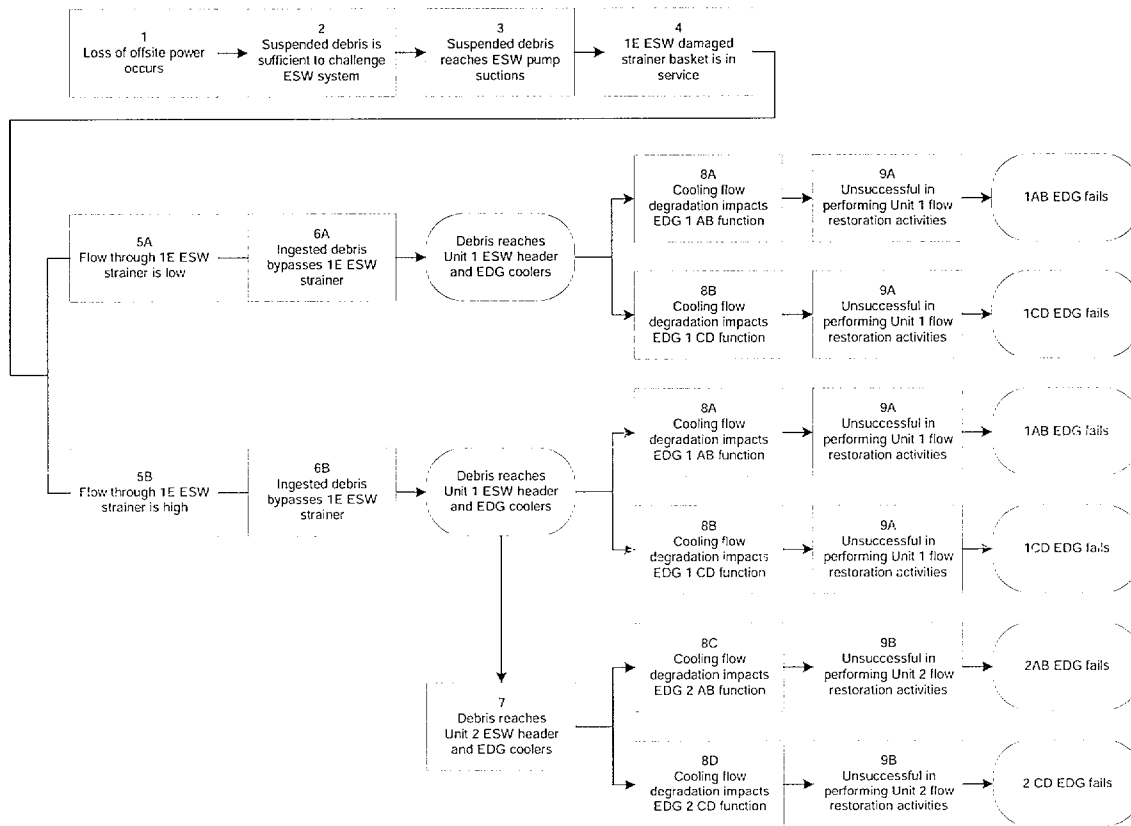 1
Loss of offsite power
occurs
2
Suspended debris is
sufficient to challenge
ESW system
3
Suspended debris
reaches ESW pump
suctions
4
1E ESW damaged
strainer basket is in
service
5A
Flow through 1E ESW
strainer is low
6A
Ingested debris
bypasses 1E ESW
strainer
Debris reaches
Unit 1 ESW header
and EDG coolers
8A
Cooling flow
degradation impacts
EDG 1 AB function
9A
Unsuccessful in
performing Unit 1 flow
restoration activities
1AB EDG fails
8B
Cooling flow
degradation impacts
EDG 1 CD function
9A
Unsuccessful in
performing Unit 1 flow
restoration activities
1CD EDG fails
5B
Flow through 1E ESW
strainer is high
6B
Ingested debris
bypasses 1E ESW
strainer
Debris reaches
Unit 1 ESW header
and EDG coolers
8A
Cooling flow
degradation impacts
EDG 1 AB function
9A
Unsuccessful in
performing Unit 1 flow
restoration activities
1AB EDG fails
8B
Cooling flow
degradation impacts
EDG 1 CD function
9A
Unsuccessful in
performing Unit 1 flow
restoration activities
1CD EDG fails
7
Debris reaches
Unit 2 ESW header
and EDG coolers
8C
Cooling flow
degradation impacts
EDG 2 AB function
9B
Unsuccessful in
performing Unit 2 flow
restoration activities
2AB EDG fails
8D
Cooling flow
degradation impacts
EDG 2 CD function
9B
Unsuccessful in
performing Unit 2 flow
restoration activities
2 CD EDG fails